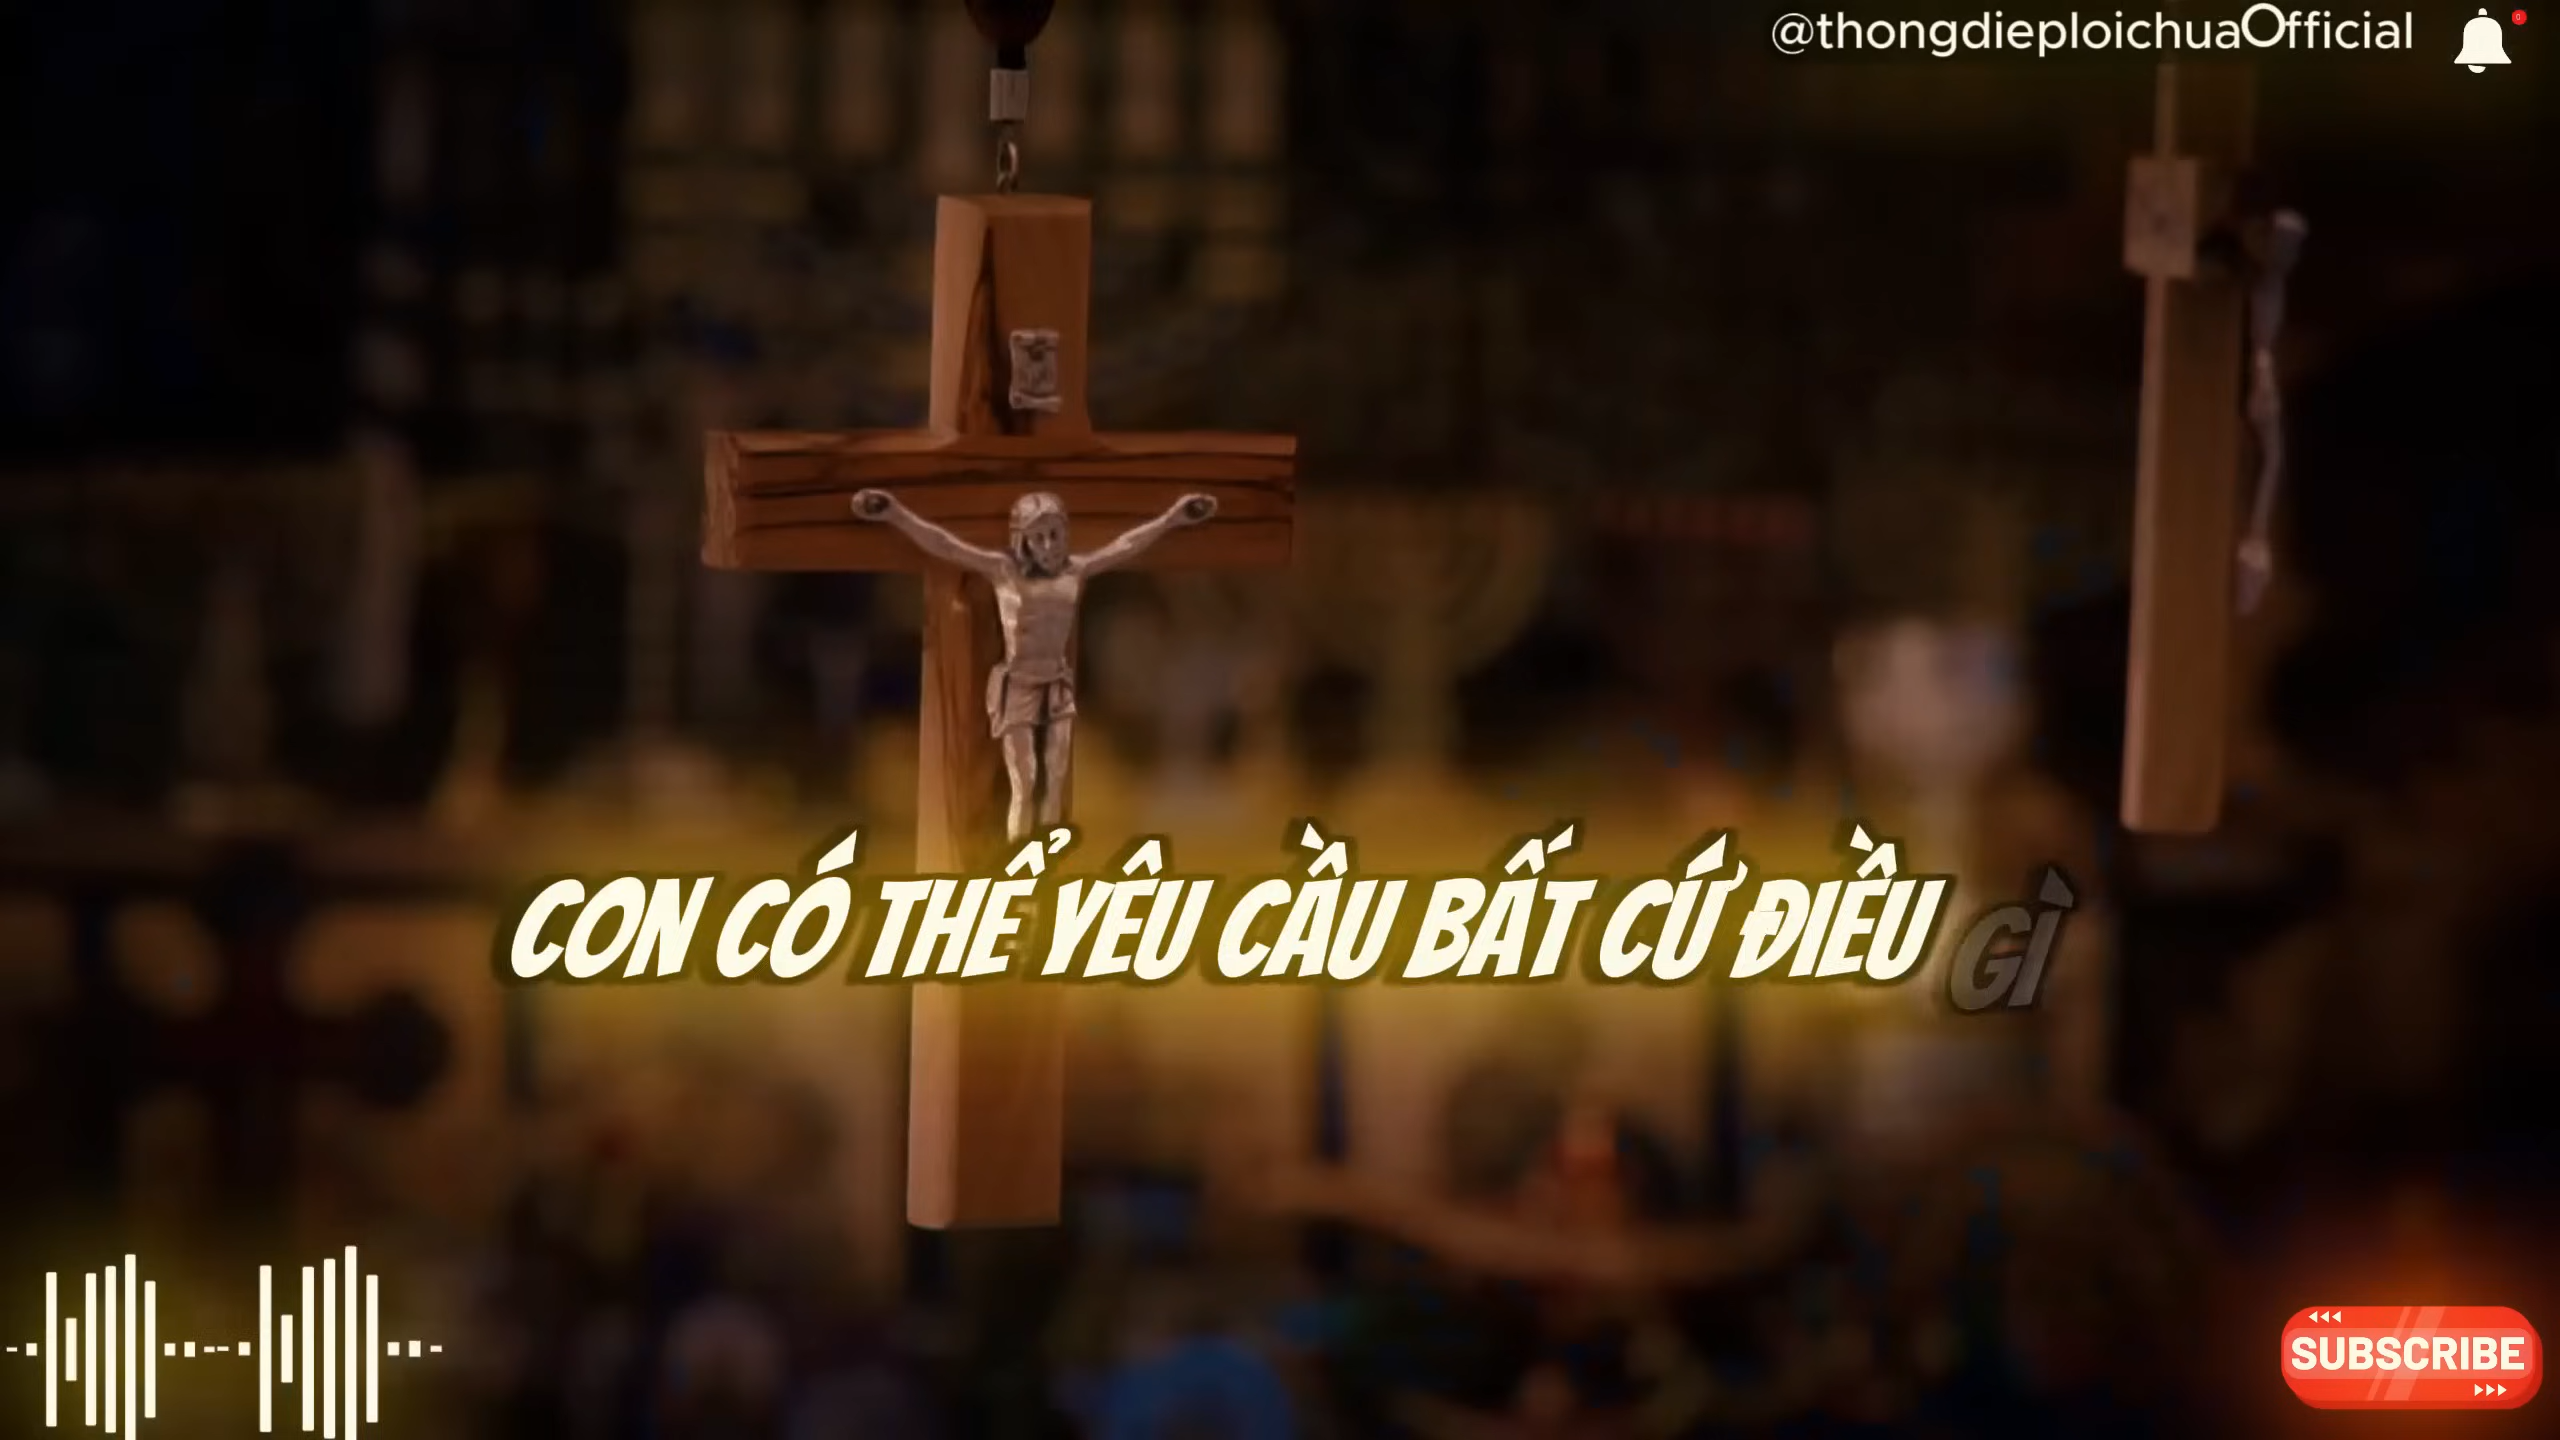 @thongdieploichuaOfficial
CON CÓ THỂ YÊU CẦU BẤT CỨ ĐIỀU GÌ
SUBSCRIBE